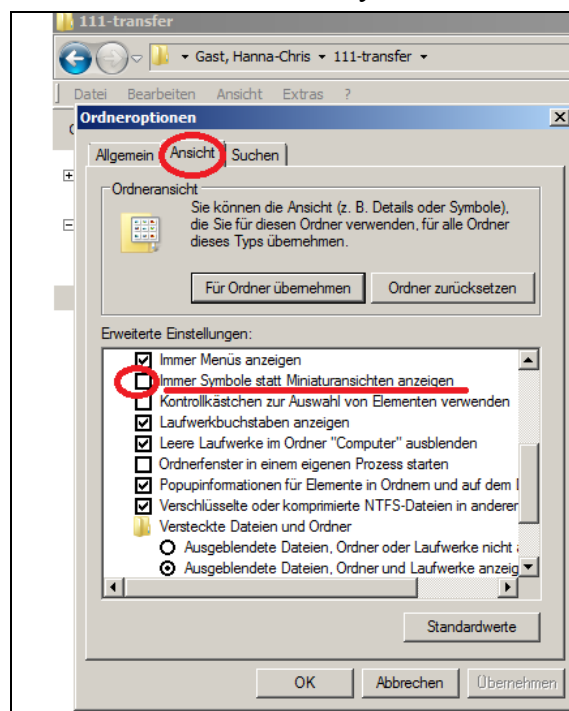 111-transfer
Gast, Hanna-Chris 111-transfer
Datei Bearbeiten Ansicht Extras ?
Ordneroptionen
Allgemein Ansicht Suchen
Ordneransicht
Sie können die Ansicht (z. B. Details oder Symbole),
die Sie für diesen Ordner verwenden, für alle Ordner
dieses Typs übernehmen.
Für Ordner übernehmen Ordner zurücksetzen
Erweiterte Einstellungen:
Immer Menüs anzeigen
Immer Symbole statt Miniaturansichten anzeigen
Kontrollkästchen zur Auswahl von Elementen verwenden
Laufwerkbuchstaben anzeigen
Leere Laufwerke im Ordner "Computer" ausblenden
Ordnerfenster in einem eigenen Prozess starten
Popupinformationen für Elemente in Ordnern und auf dem
Verschlüsselte oder komprimierte NTFS-Dateien in anderer
Versteckte Dateien und Ordner
Ausgeblendete Dateien, Ordner oder Laufwerke nicht
Ausgeblendete Dateien, Ordner und Laufwerke anzeig
Standardwerte
OK Abbrechen Übernehmen